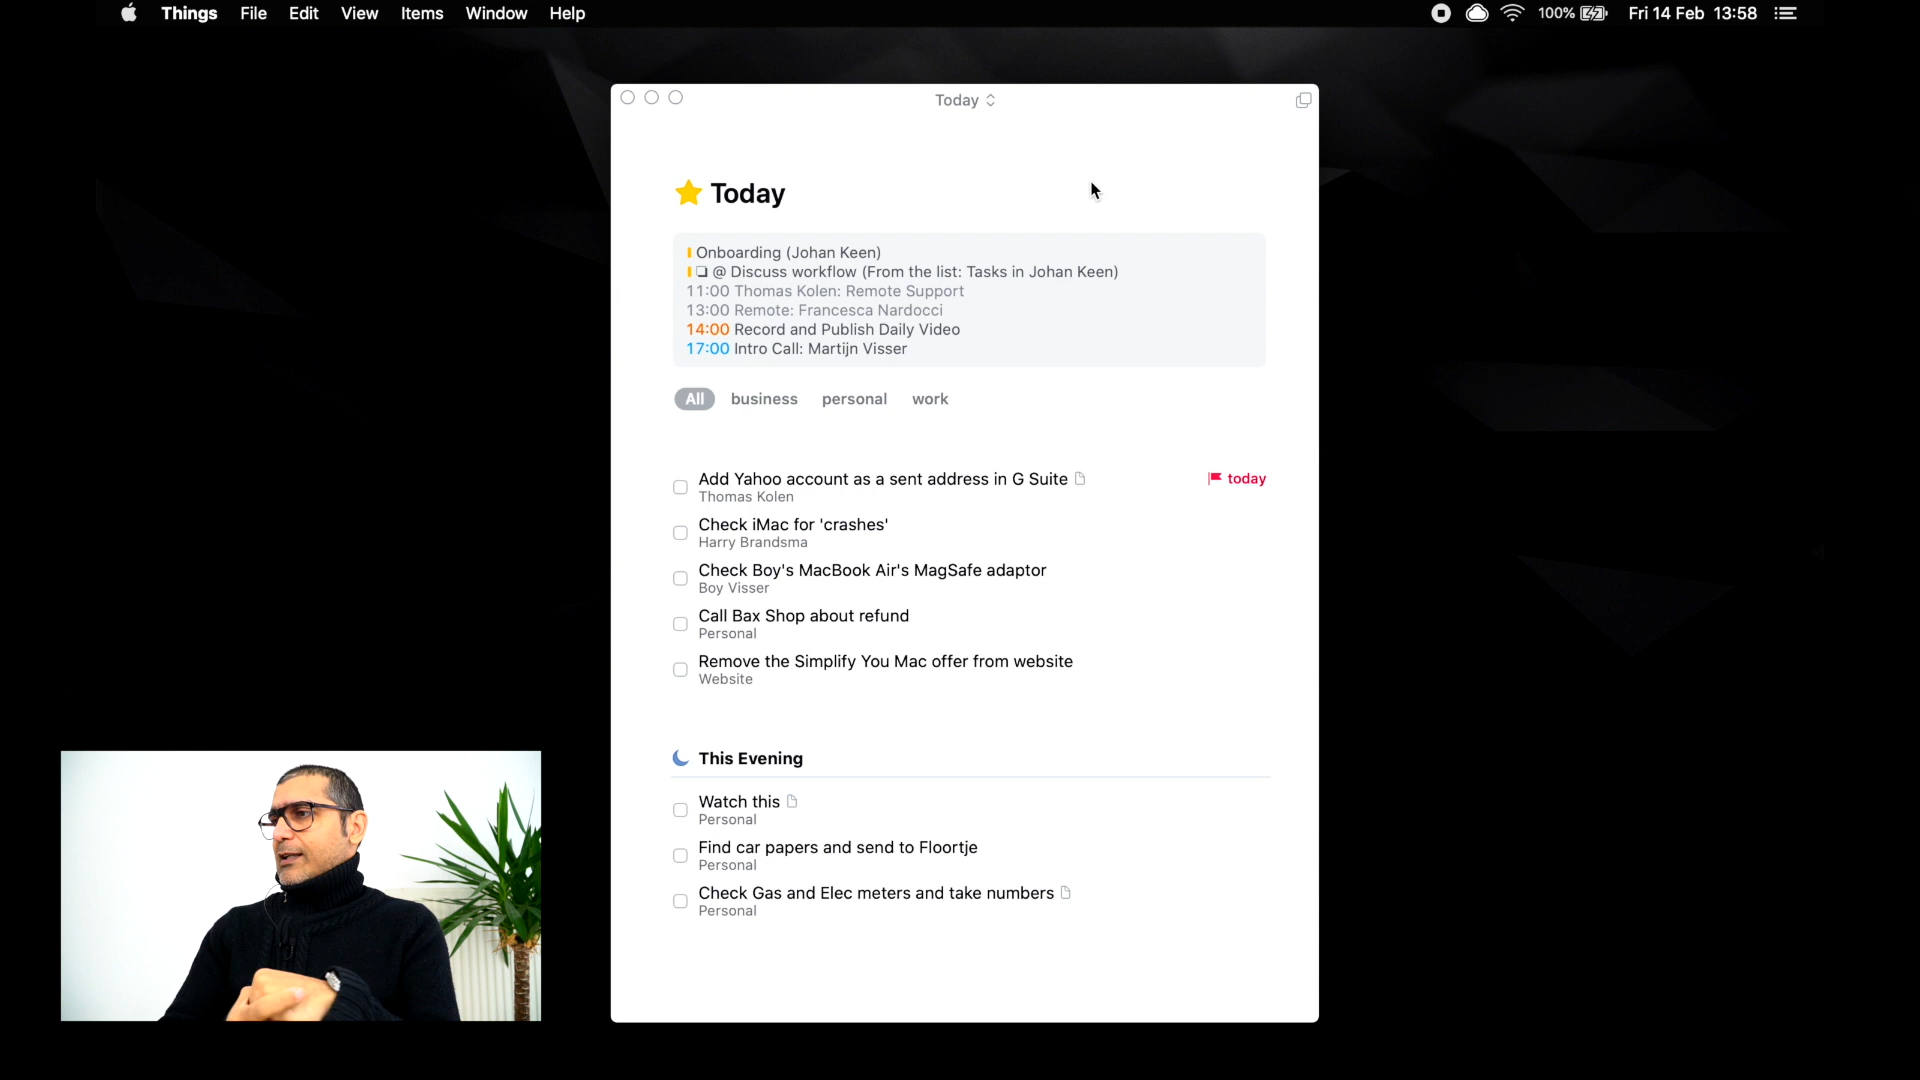 Things File Edit View Items Window Help 100% Fri 14 Feb 13:58
Today
Today
Onboarding (Johan Keen)
@ Discuss workflow (From the list: Tasks in Johan Keen)
11:00 Thomas Kolen: Remote Support
13:00 Remote: Francesca Nardocci
14:00 Record and Publish Daily Video
17:00 Intro Call: Martijn Visser
All business personal work
Add Yahoo account as a sent address in G Suite today
Thomas Kolen
Check iMac for 'crashes'
Harry Brandsma
Check Boy's MacBook Air's MagSafe adaptor
Boy Visser
Call Bax Shop about refund
Personal
Remove the Simplify You Mac offer from website
Website
This Evening
Watch this
Personal
Find car papers and send to Floortje
Personal
Check Gas and Elec meters and take numbers
Personal